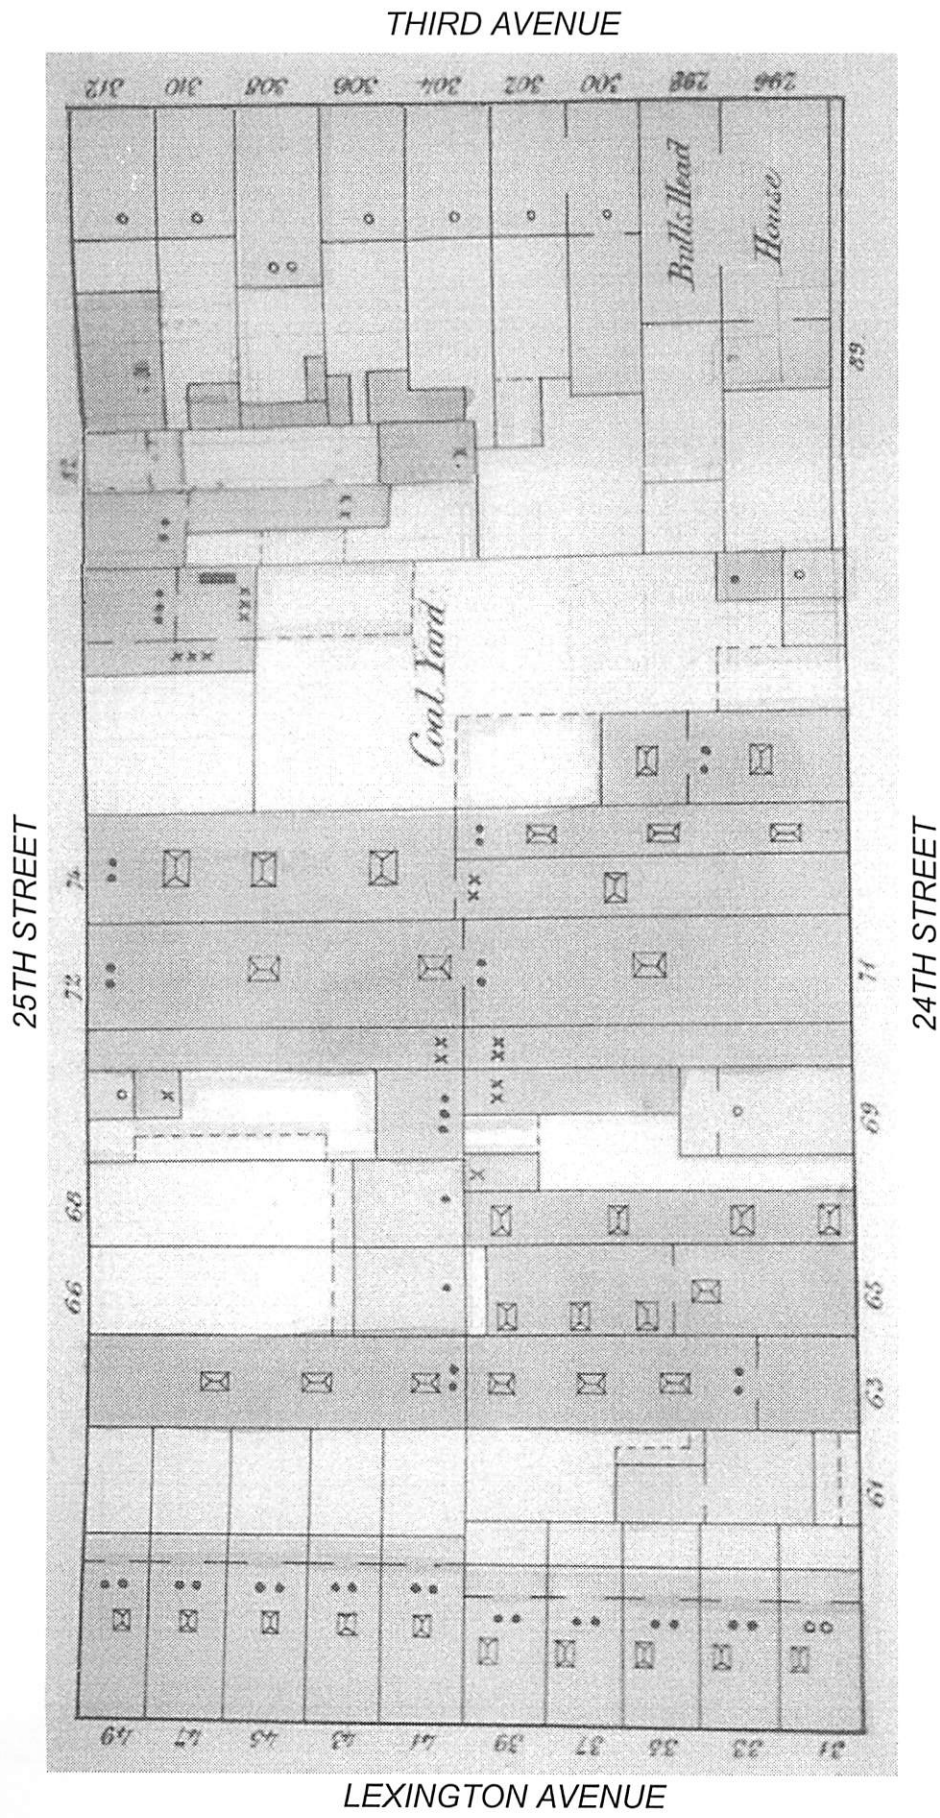 THIRD AVENUE
312 310 308 306 304 302 300 298 296
Bulls Head
House
89
82
Coal Yard
25TH STREET
24TH STREET
74
72
71
69
68
66
65
63
61
49 47 45 43 41 39 37 35 33 31
LEXINGTON AVENUE